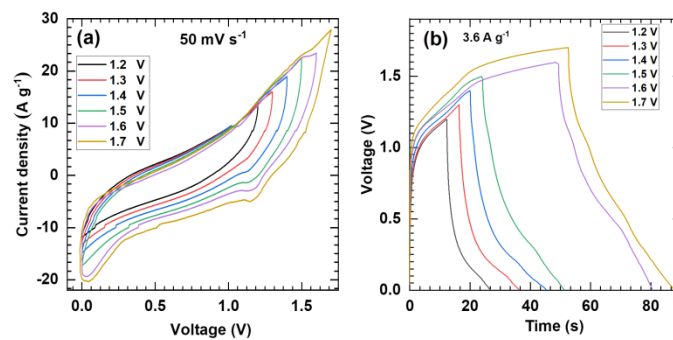 (a)
50 mV s⁻¹
1.2 V
1.3 V
1.4 V
1.5 V
1.6 V
1.7 V
30
20
10
0
-10
-20
0.0
0.5
1.0
1.5
Voltage (V)
Current density (A g⁻¹)
(b)
3.6 A g⁻¹
1.2 V
1.3 V
1.4 V
1.5 V
1.6 V
1.7 V
1.5
1.0
0.5
0.0
0
20
40
60
80
Time (s)
Voltage (V)